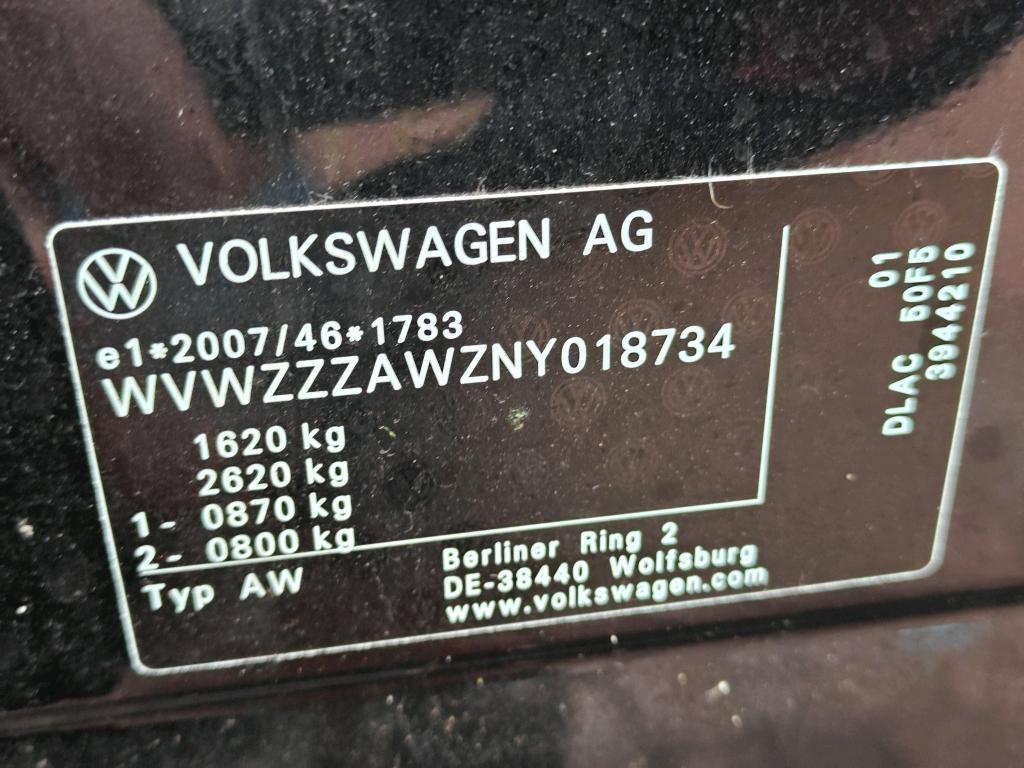 VOLKSWAGEN AG
e1*2007/46*1783
WVWZZZAWZNY018734
1620 kg
2620 kg
1- 0870 kg
2- 0800 kg
Typ AW
Berliner Ring 2
DE-38440 Wolfsburg
www.volkswagen.com
01
DLAC 50F5
3944210